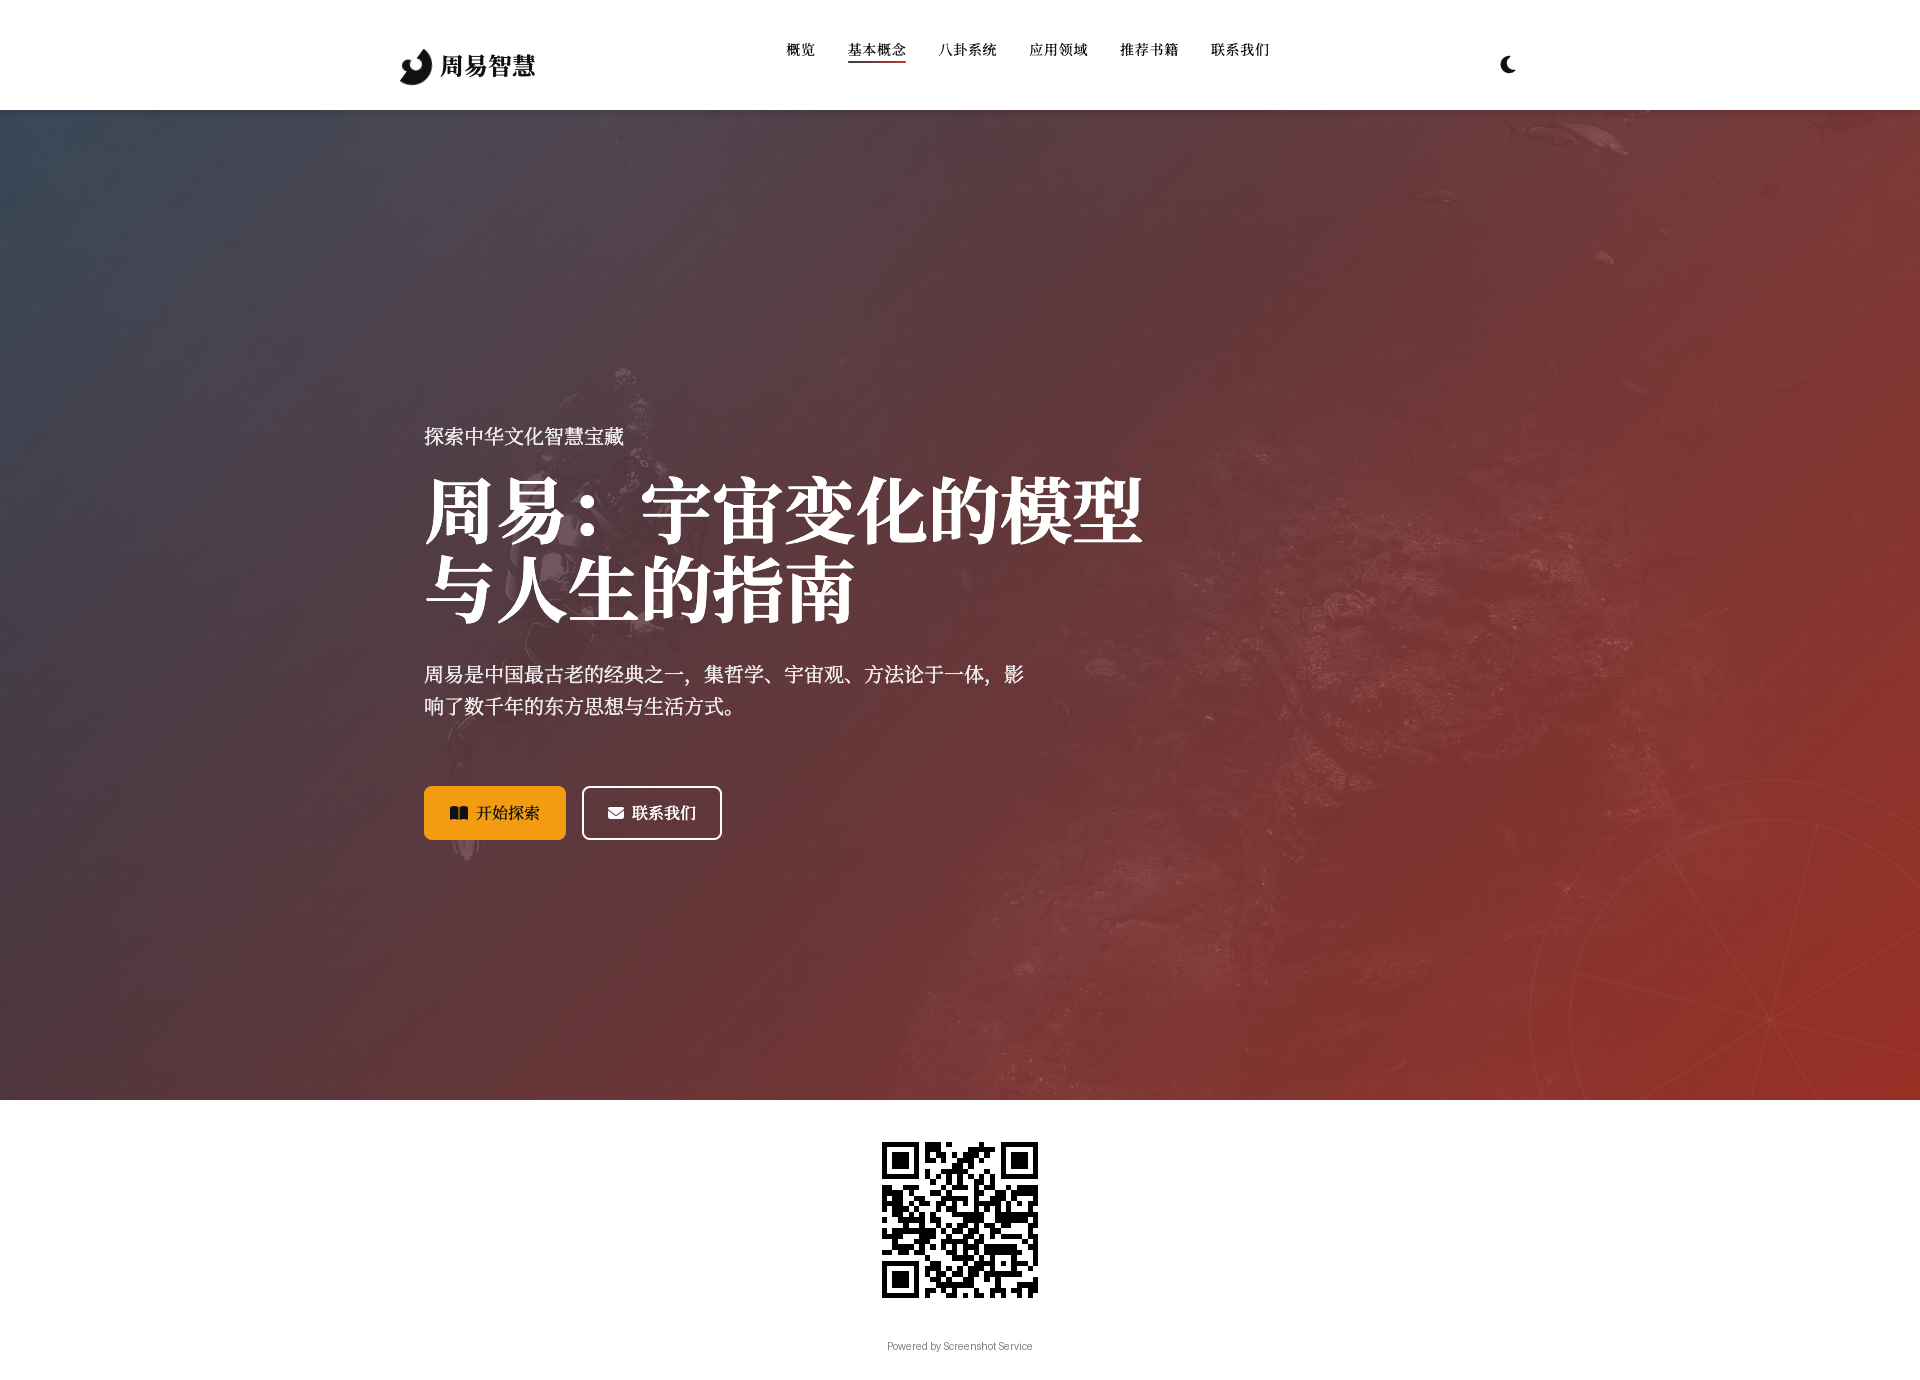 周易智慧
概览
基本概念
八卦系统
应用领域
推荐书籍
联系我们
探索中华文化智慧宝藏
周易：宇宙变化的模型
与人生的指南
周易是中国最古老的经典之一，集哲学、宇宙观、方法论于一体，影
响了数千年的东方思想与生活方式。
开始探索
联系我们
Powered by Screenshot Service